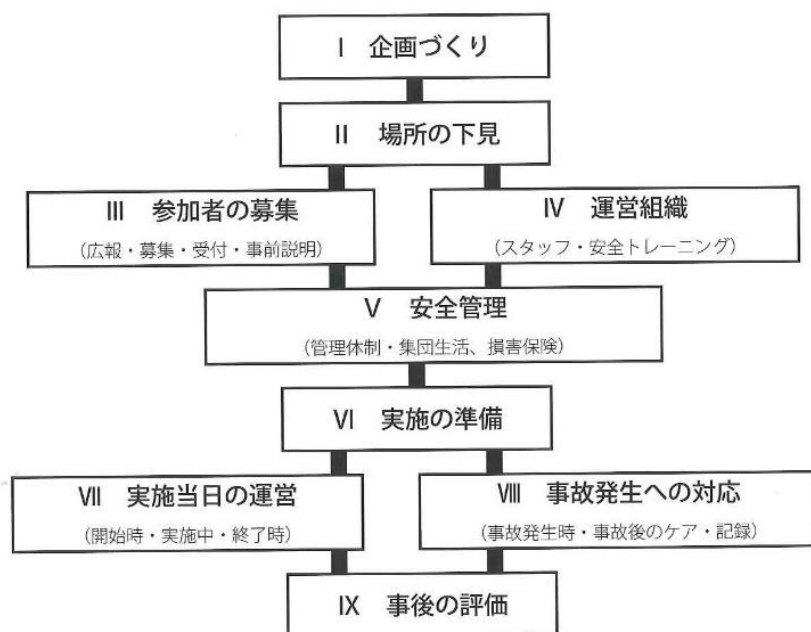 Ⅰ 企画づくり
Ⅱ 場所の下見
Ⅲ 参加者の募集
(広報・募集・受付・事前説明)
Ⅳ 運営組織
(スタッフ・安全トレーニング)
Ⅴ 安全管理
(管理体制・集団生活、損害保険)
Ⅵ 実施の準備
Ⅶ 実施当日の運営
(開始時・実施中・終了時)
Ⅷ 事故発生への対応
(事故発生時・事故後のケア・記録)
Ⅸ 事後の評価